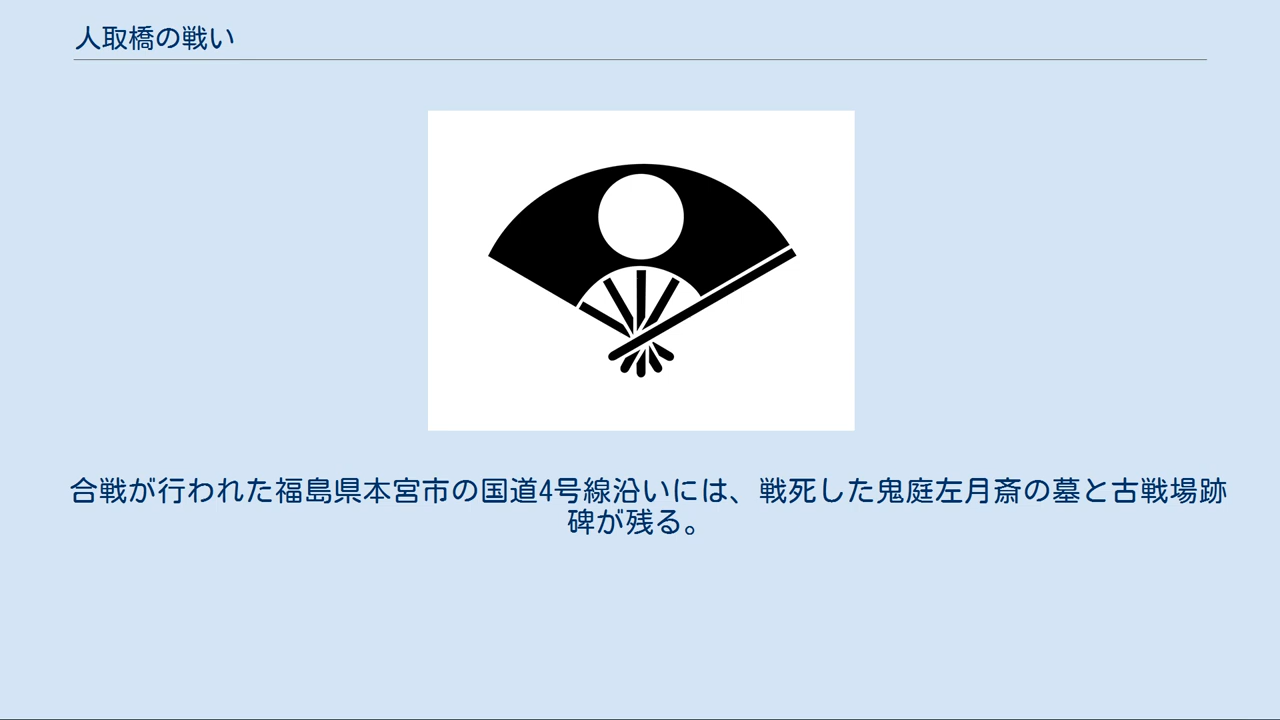 人取橋の戦い
合戦が行われた福島県本宮市の国道4号線沿いには、戦死した鬼庭左月斎の墓と古戦場跡
碑が残る。